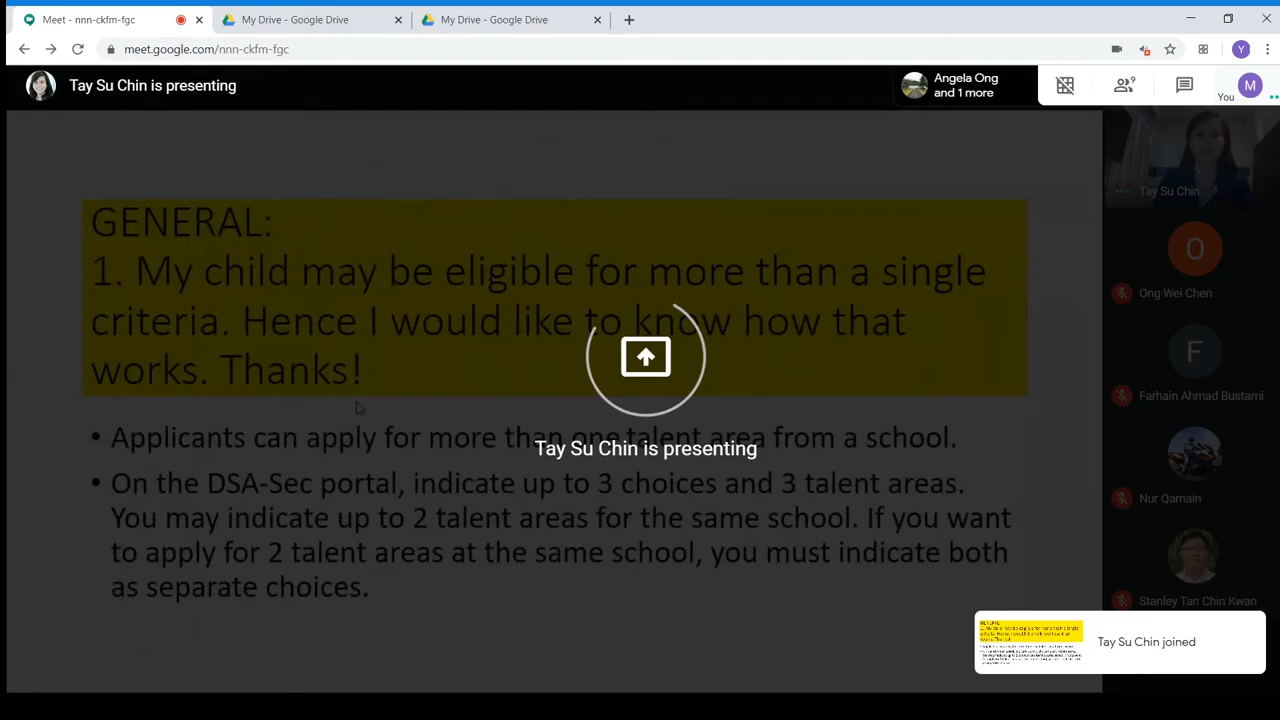 Meet - nnn-ckfm-fgc
My Drive - Google Drive
My Drive - Google Drive
meet.google.com/nnn-ckfm-fgc
Y
Tay Su Chin is presenting
Angela Ong
and 1 more
9
You
M
GENERAL:
1. My child may be eligible for more than a single
criteria. Hence I would like to know how that
works. Thanks!
Tay Su Chin is presenting
• Applicants can apply for more than one talent area from a school.
• On the DSA-Sec portal, indicate up to 3 choices and 3 talent areas.
You may indicate up to 2 talent areas for the same school. If you want
to apply for 2 talent areas at the same school, you must indicate both
as separate choices.
Tay Su Chin
O
Ong Wei Chen
F
Farhain Ahmad Bustami
Nur Qamain
Stanley Tan Chin Kwan
Tay Su Chin joined